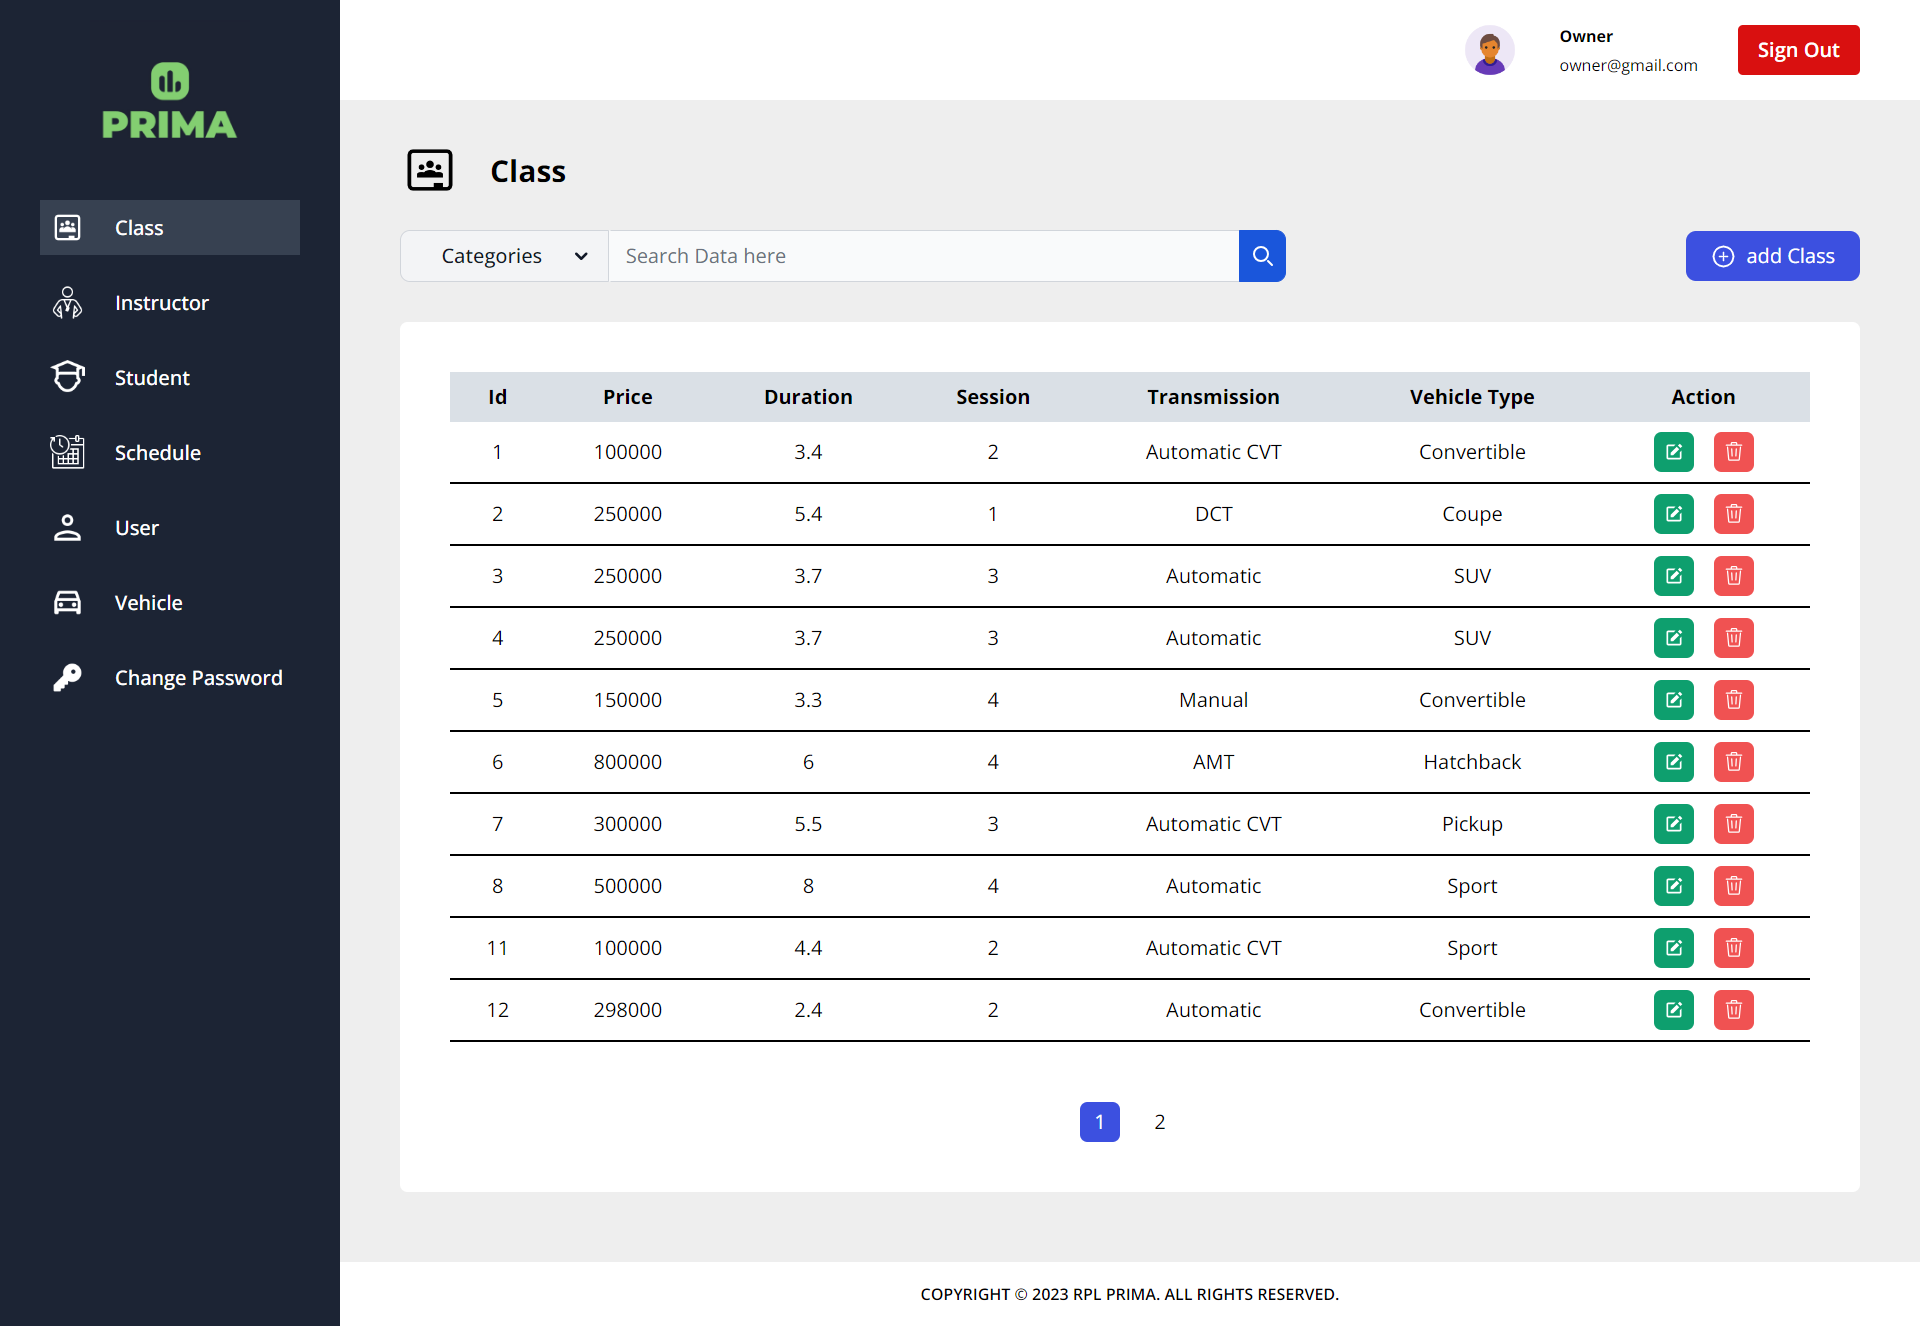 PRIMA
Class
Instructor
Student
Schedule
User
Vehicle
Change Password
Owner
owner@gmail.com
Sign Out
Class
Categories Search Data here add Class
Id Price Duration Session Transmission Vehicle Type Action
1 100000 3.4 2 Automatic CVT Convertible
2 250000 5.4 1 DCT Coupe
3 250000 3.7 3 Automatic SUV
4 250000 3.7 3 Automatic SUV
5 150000 3.3 4 Manual Convertible
6 800000 6 4 AMT Hatchback
7 300000 5.5 3 Automatic CVT Pickup
8 500000 8 4 Automatic Sport
11 100000 4.4 2 Automatic CVT Sport
12 298000 2.4 2 Automatic Convertible
1 2
COPYRIGHT © 2023 RPL PRIMA. ALL RIGHTS RESERVED.